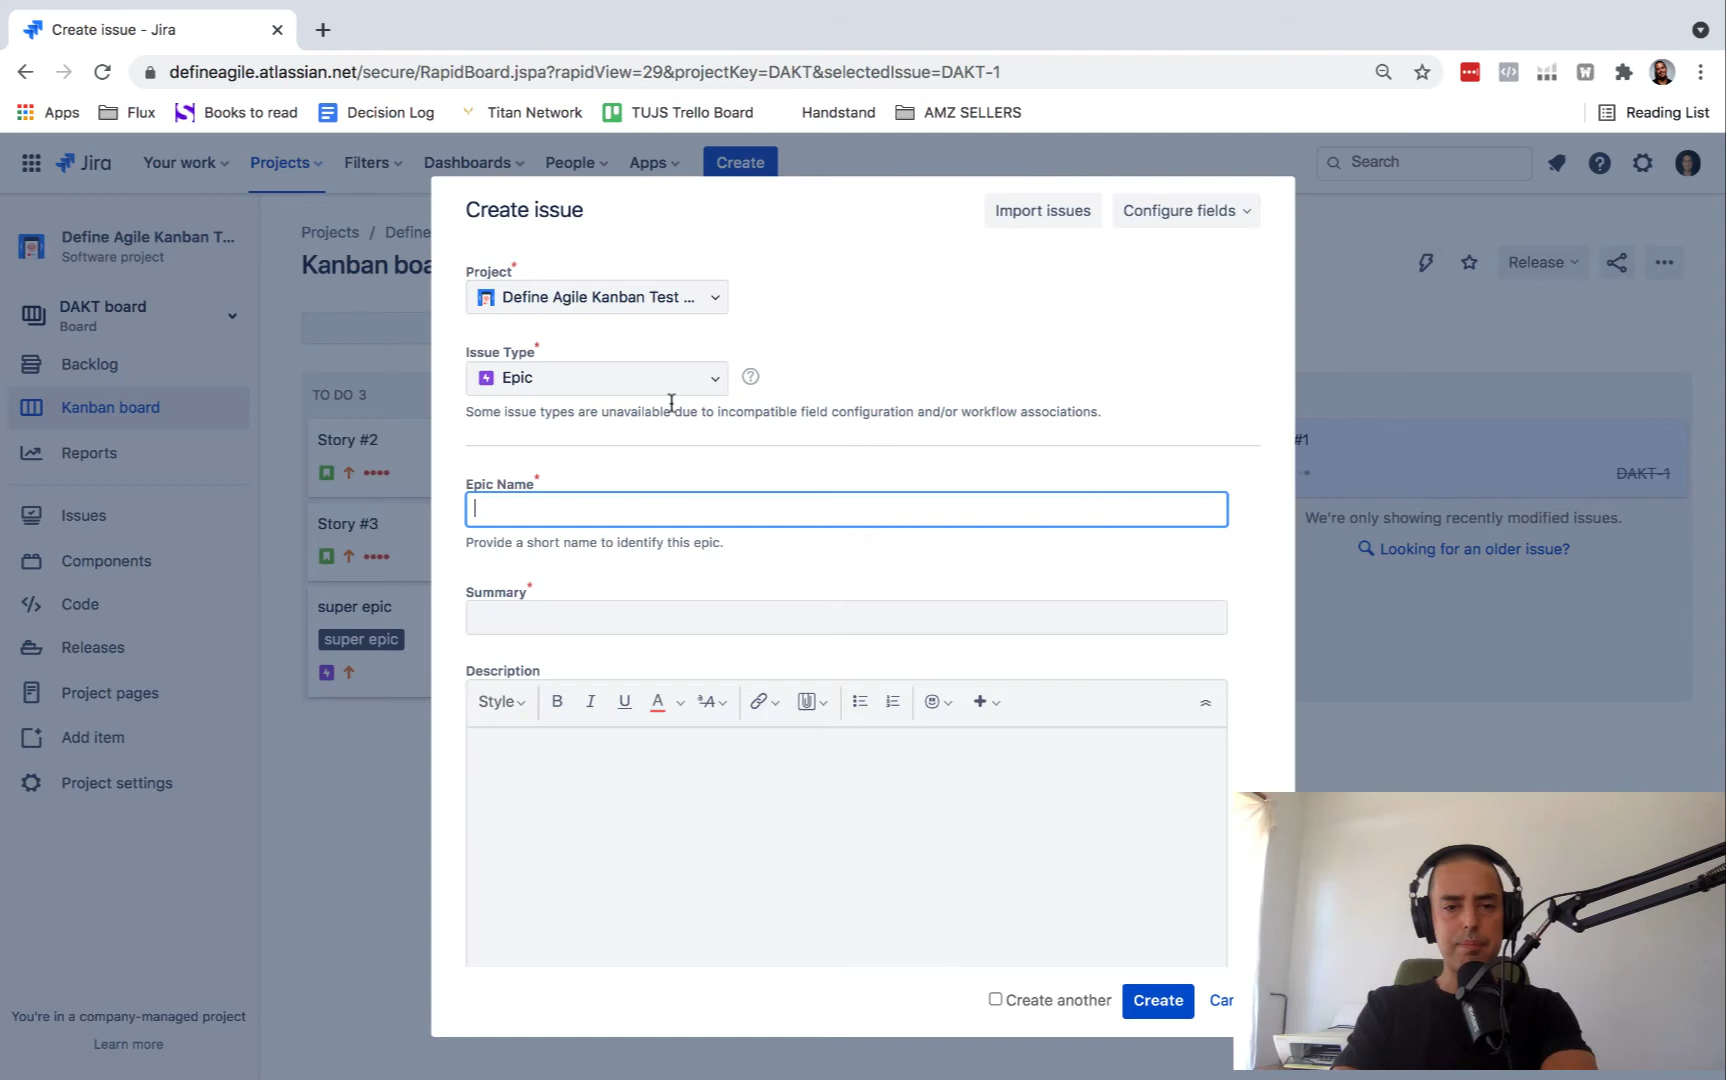 Create issue - Jira
defineagile.atlassian.net/secure/RapidBoard.jspa?rapidView=29&projectKey=DAKT&selectedIssue=DAKT-1
Apps Flux Books to read Decision Log Titan Network TUJS Trello Board Handstand AMZ SELLERS Reading List
Jira Your work Projects Filters Dashboards People Apps Create Search
Define Agile Kanban T...
Software project
DAKT board
Board
Backlog
Kanban board
Reports
Issues
Components
Code
Releases
Project pages
Add item
Project settings
You're in a company-managed project
Learn more
Projects / Define
Kanban boa
Release
TO DO 3
Story #2
Story #3
super epic
super epic
Create issue
Import issues
Configure fields
Project*
Define Agile Kanban Test ...
Issue Type*
Epic
Some issue types are unavailable due to incompatible field configuration and/or workflow associations.
Epic Name*
Provide a short name to identify this epic.
Summary*
Description
Style B I U A ªA
Create another
Create
Can
#1
DAKT-1
We're only showing recently modified issues.
Looking for an older issue?